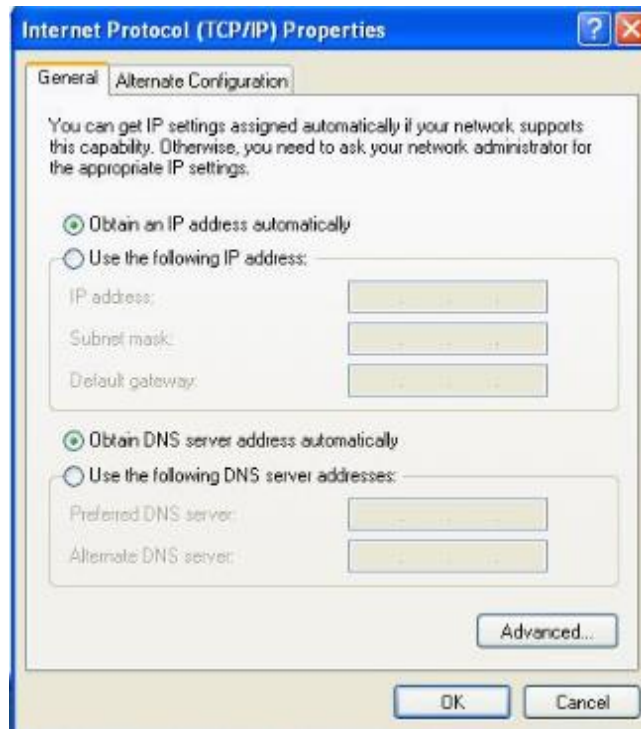 Internet Protocol (TCP/IP) Properties
General
Alternate Configuration
You can get IP settings assigned automatically if your network supports
this capability. Otherwise, you need to ask your network administrator for
the appropriate IP settings.
Obtain an IP address automatically
Use the following IP address:
IP address:
Subnet mask:
Default gateway:
Obtain DNS server address automatically
Use the following DNS server addresses:
Preferred DNS server:
Alternate DNS server:
Advanced...
OK
Cancel